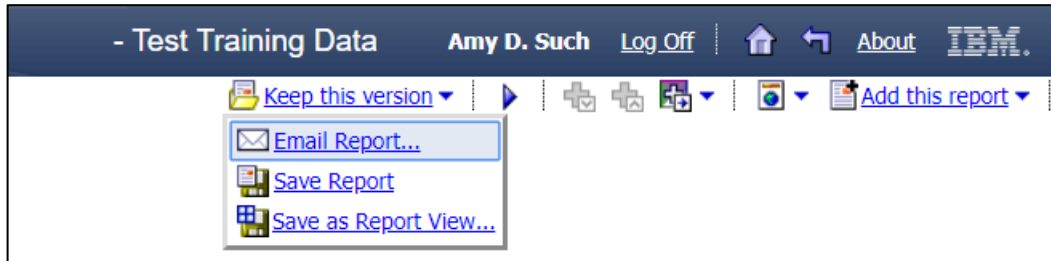 - Test Training Data Amy D. Such Log Off About IBM.
Keep this version Add this report
Email Report...
Save Report
Save as Report View...